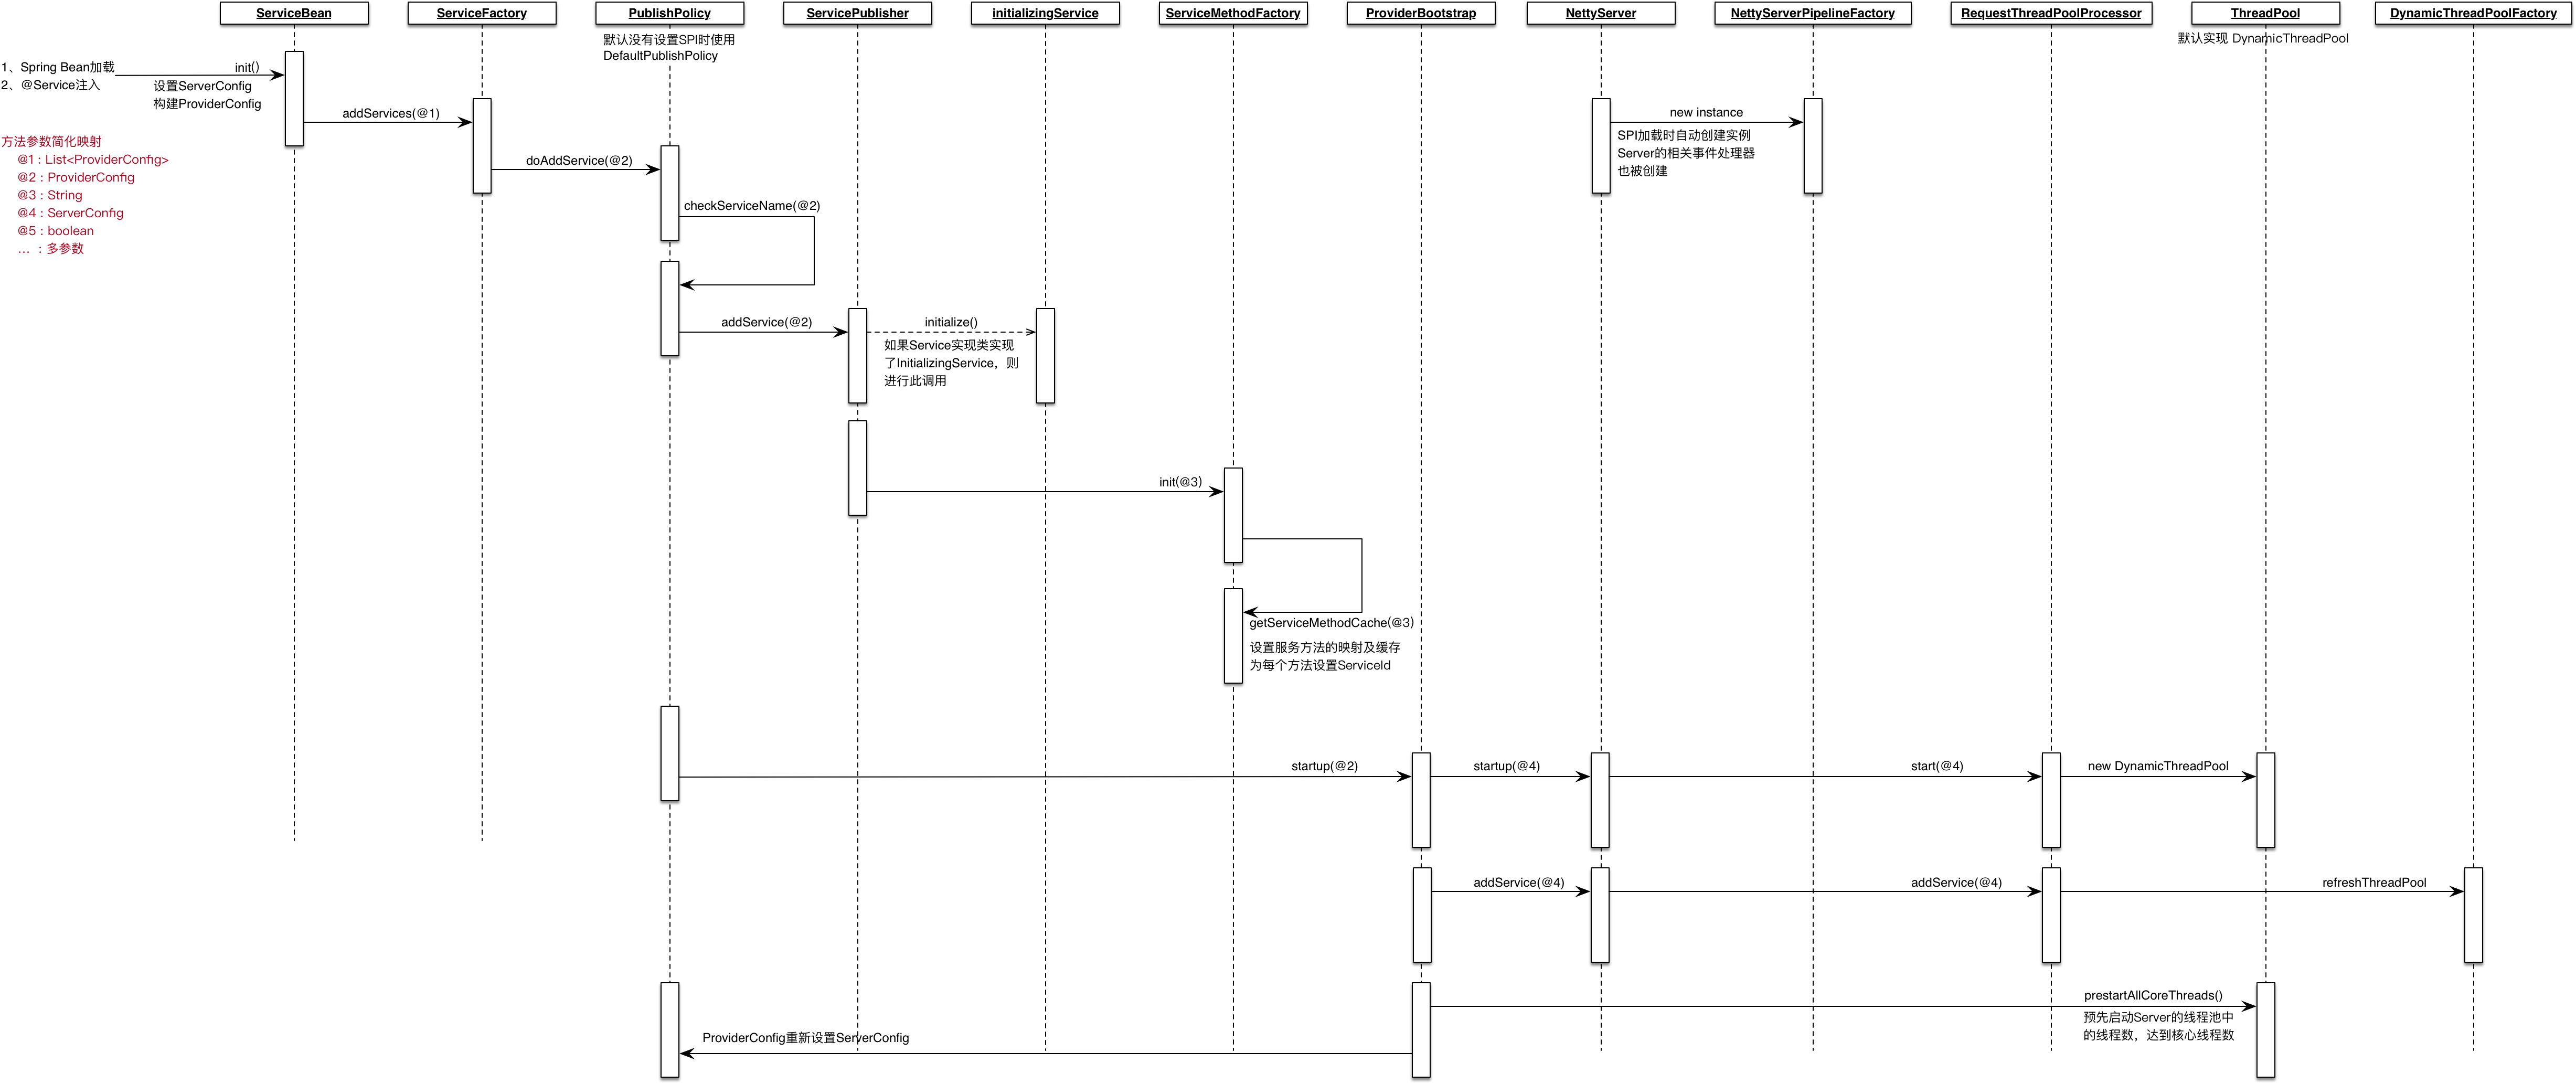 ServiceBean
ServiceFactory
PublishPolicy
ServicePublisher
initializingService
ServiceMethodFactory
ProviderBootstrap
NettyServer
NettyServerPipelineFactory
RequestThreadPoolProcessor
ThreadPool
DynamicThreadPoolFactory
默认没有设置SPI时使用
DefaultPublishPolicy
默认实现 DynamicThreadPool
1、Spring Bean加载
2、@Service注入
init()
设置ServerConfig
构建ProviderConfig
addServices(@1)
new instance
SPI加载时自动创建实例
Server的相关事件处理器
也被创建
方法参数简化映射
@1 : List<ProviderConfig>
@2 : ProviderConfig
@3 : String
@4 : ServerConfig
@5 : boolean
... : 多参数
doAddService(@2)
checkServiceName(@2)
addService(@2)
initialize()
如果Service实现类实现
了InitializingService，则
进行此调用
init(@3)
getServiceMethodCache(@3)
设置服务方法的映射及缓存
为每个方法设置ServiceId
startup(@2)
startup(@4)
start(@4)
new DynamicThreadPool
addService(@4)
addService(@4)
refreshThreadPool
prestartAllCoreThreads()
预先启动Server的线程池中
的线程数，达到核心线程数
ProviderConfig重新设置ServerConfig